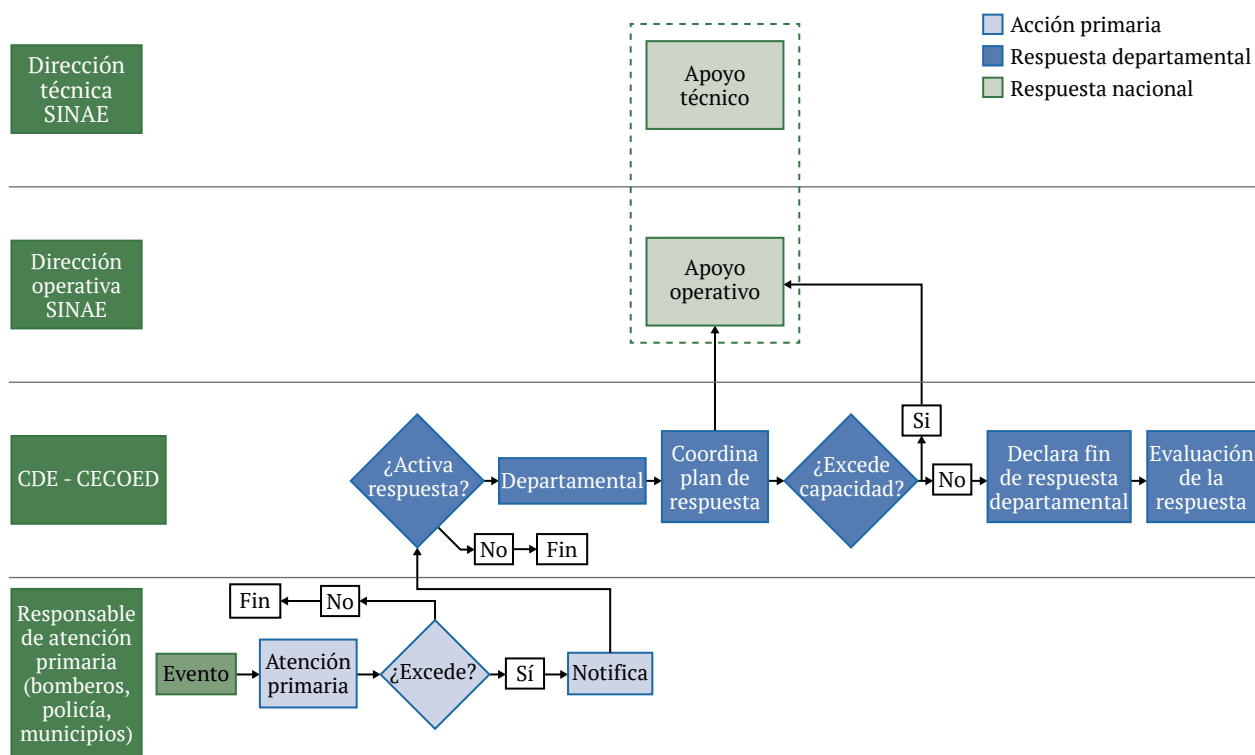 Acción primaria
Respuesta departamental
Respuesta nacional
Dirección
técnica
SINAE
Apoyo
técnico
Dirección
operativa
SINAE
Apoyo
operativo
CDE - CECOED
¿Activa
respuesta?
No
Fin
Departamental
Coordina
plan de
respuesta
¿Excede
capacidad?
Si
No
Declara fin
de respuesta
departamental
Evaluación
de la
respuesta
Responsable
de atención
primaria
(bomberos,
policía,
municipios)
Evento
Atención
primaria
¿Excede?
No
Fin
Sí
Notifica